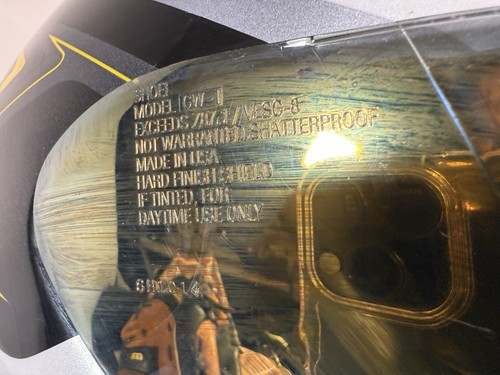 SHOEI
MODEL CW-1
EXCEEDS Z87.1/VESC-8
NOT WARRANTED SHATTERPROOF
MADE IN USA
HARD FINISH SHIELD
IF TINTED, FOR
DAYTIME USE ONLY